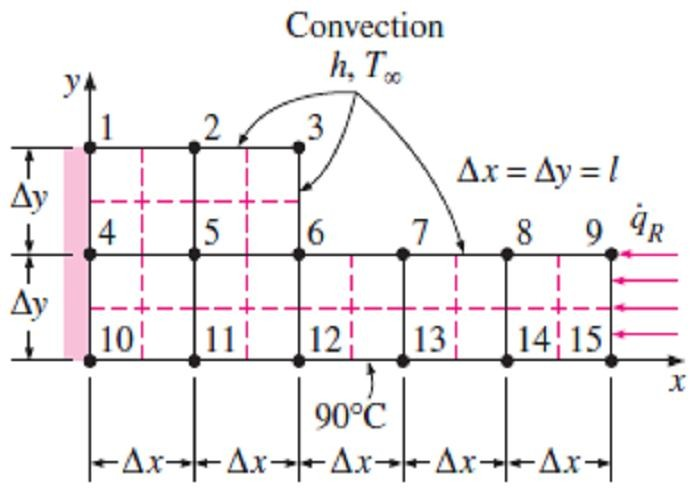 Convection
h, T∞
y
1 2 3
Δx = Δy = l
Δy
q̇R
4 5 6 7 8 9
Δy
10 11 12 13 14 15
x
90°C
Δx Δx Δx Δx Δx